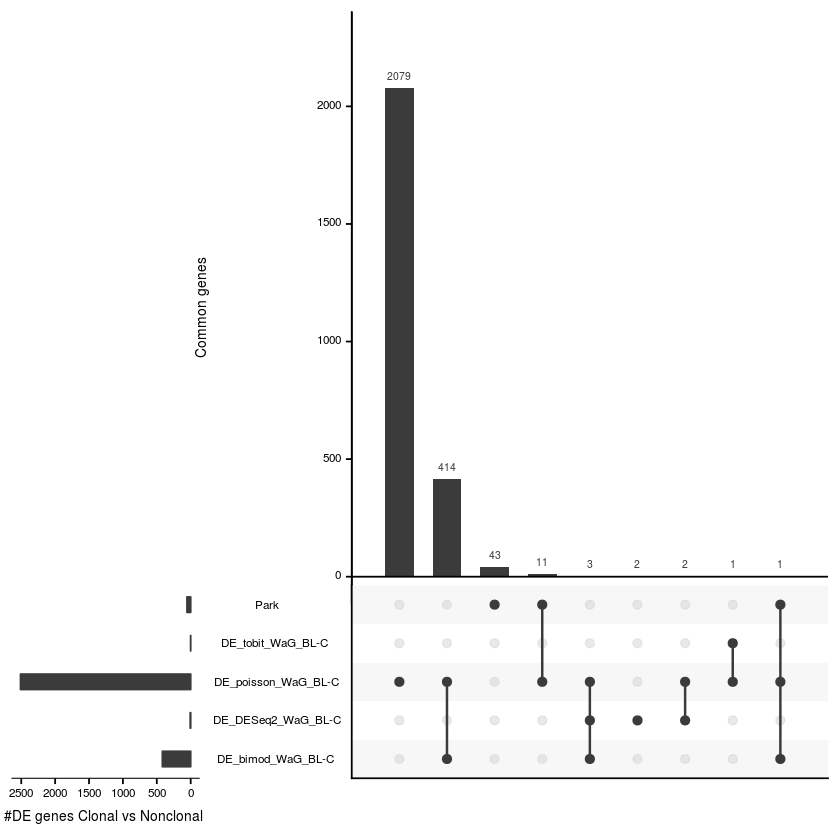 2079
2000
1500
Common genes
1000
500
414
43
11
3
2
2
1
1
0
Park
DE_tobit_WaG_BL-C
DE_poisson_WaG_BL-C
DE_DESeq2_WaG_BL-C
DE_bimod_WaG_BL-C
2500 2000 1500 1000 500 0
#DE genes Clonal vs Nonclonal